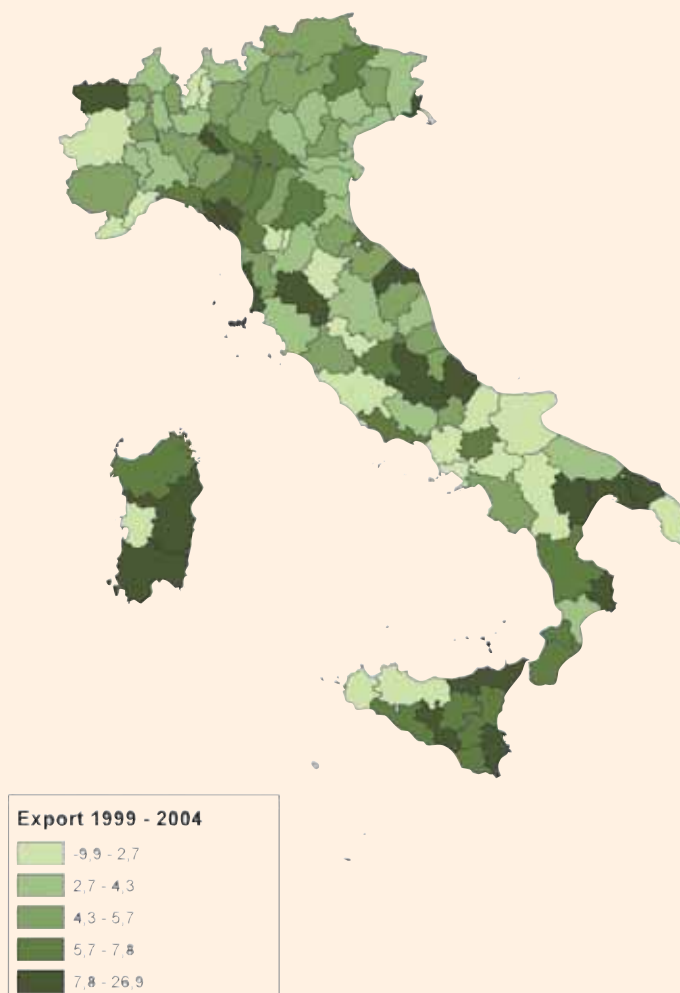 Export 1999 - 2004
-9,9 - 2,7
2,7 - 4,3
4,3 - 5,7
5,7 - 7,8
7,8 - 26,9